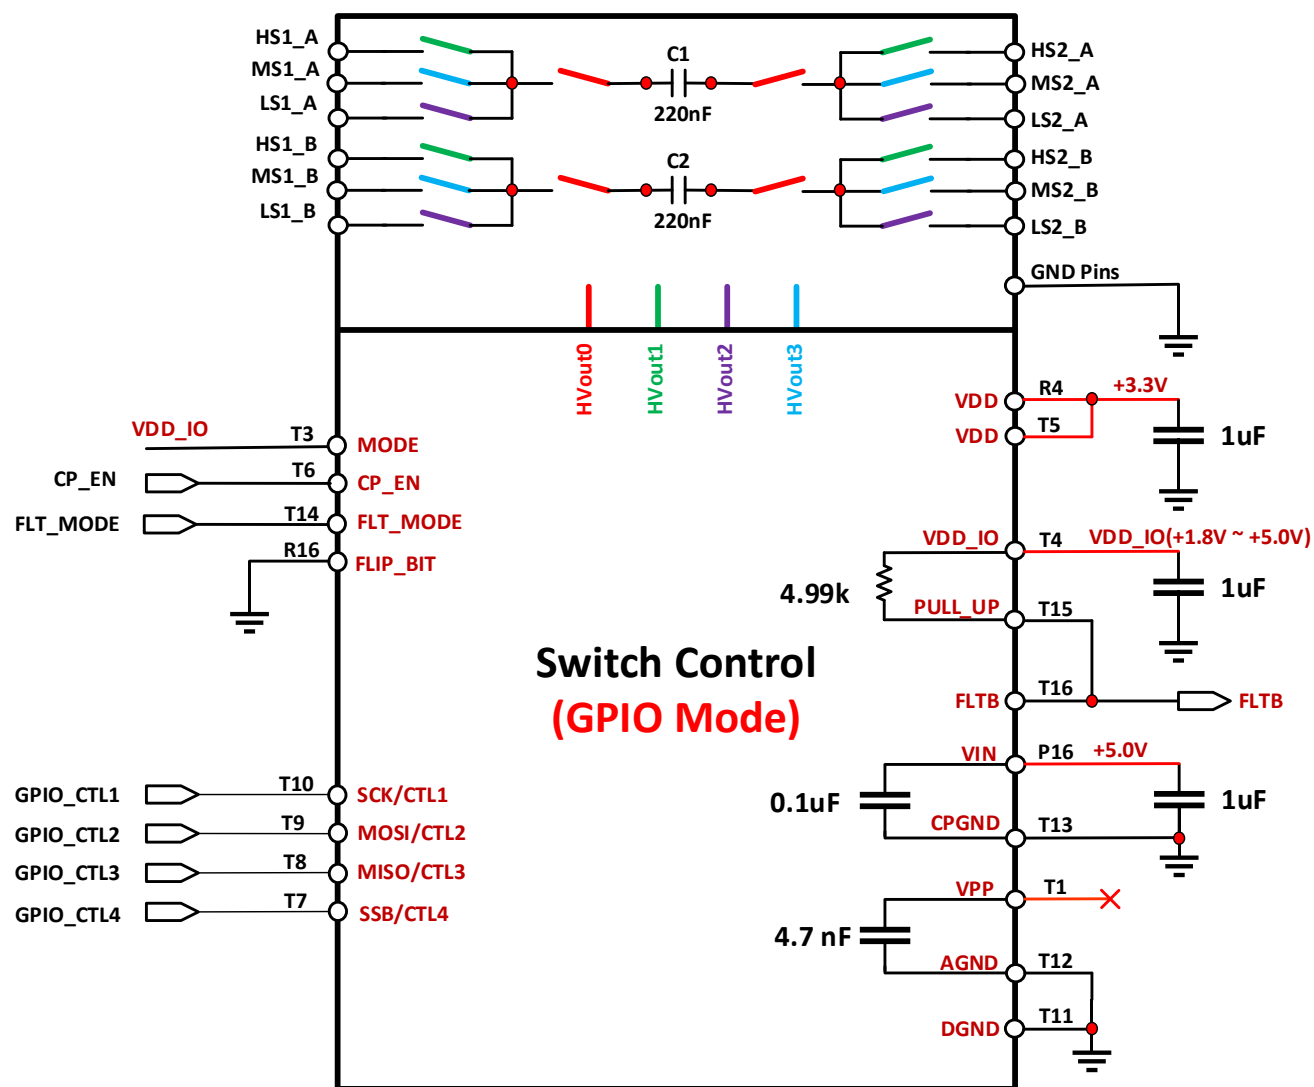 HS1_A
C1
HS2_A
MS1_A
MS2_A
LS1_A
220nF
LS2_A
HS1_B
C2
HS2_B
MS1_B
MS2_B
LS1_B
220nF
LS2_B
GND Pins
HVout0
HVout1
HVout2
HVout3
VDD R4 +3.3V
VDD T5
1uF
VDD_IO T3 MODE
CP_EN T6 CP_EN
FLT_MODE T14 FLT_MODE
R16 FLIP_BIT
VDD_IO T4 VDD_IO(+1.8V ~ +5.0V)
4.99k
1uF
PULL_UP T15
Switch Control
(GPIO Mode)
FLTB T16 FLTB
VIN P16 +5.0V
0.1uF
1uF
CPGND T13
GPIO_CTL1 T10 SCK/CTL1
GPIO_CTL2 T9 MOSI/CTL2
GPIO_CTL3 T8 MISO/CTL3
GPIO_CTL4 T7 SSB/CTL4
VPP T1
4.7 nF
AGND T12
DGND T11